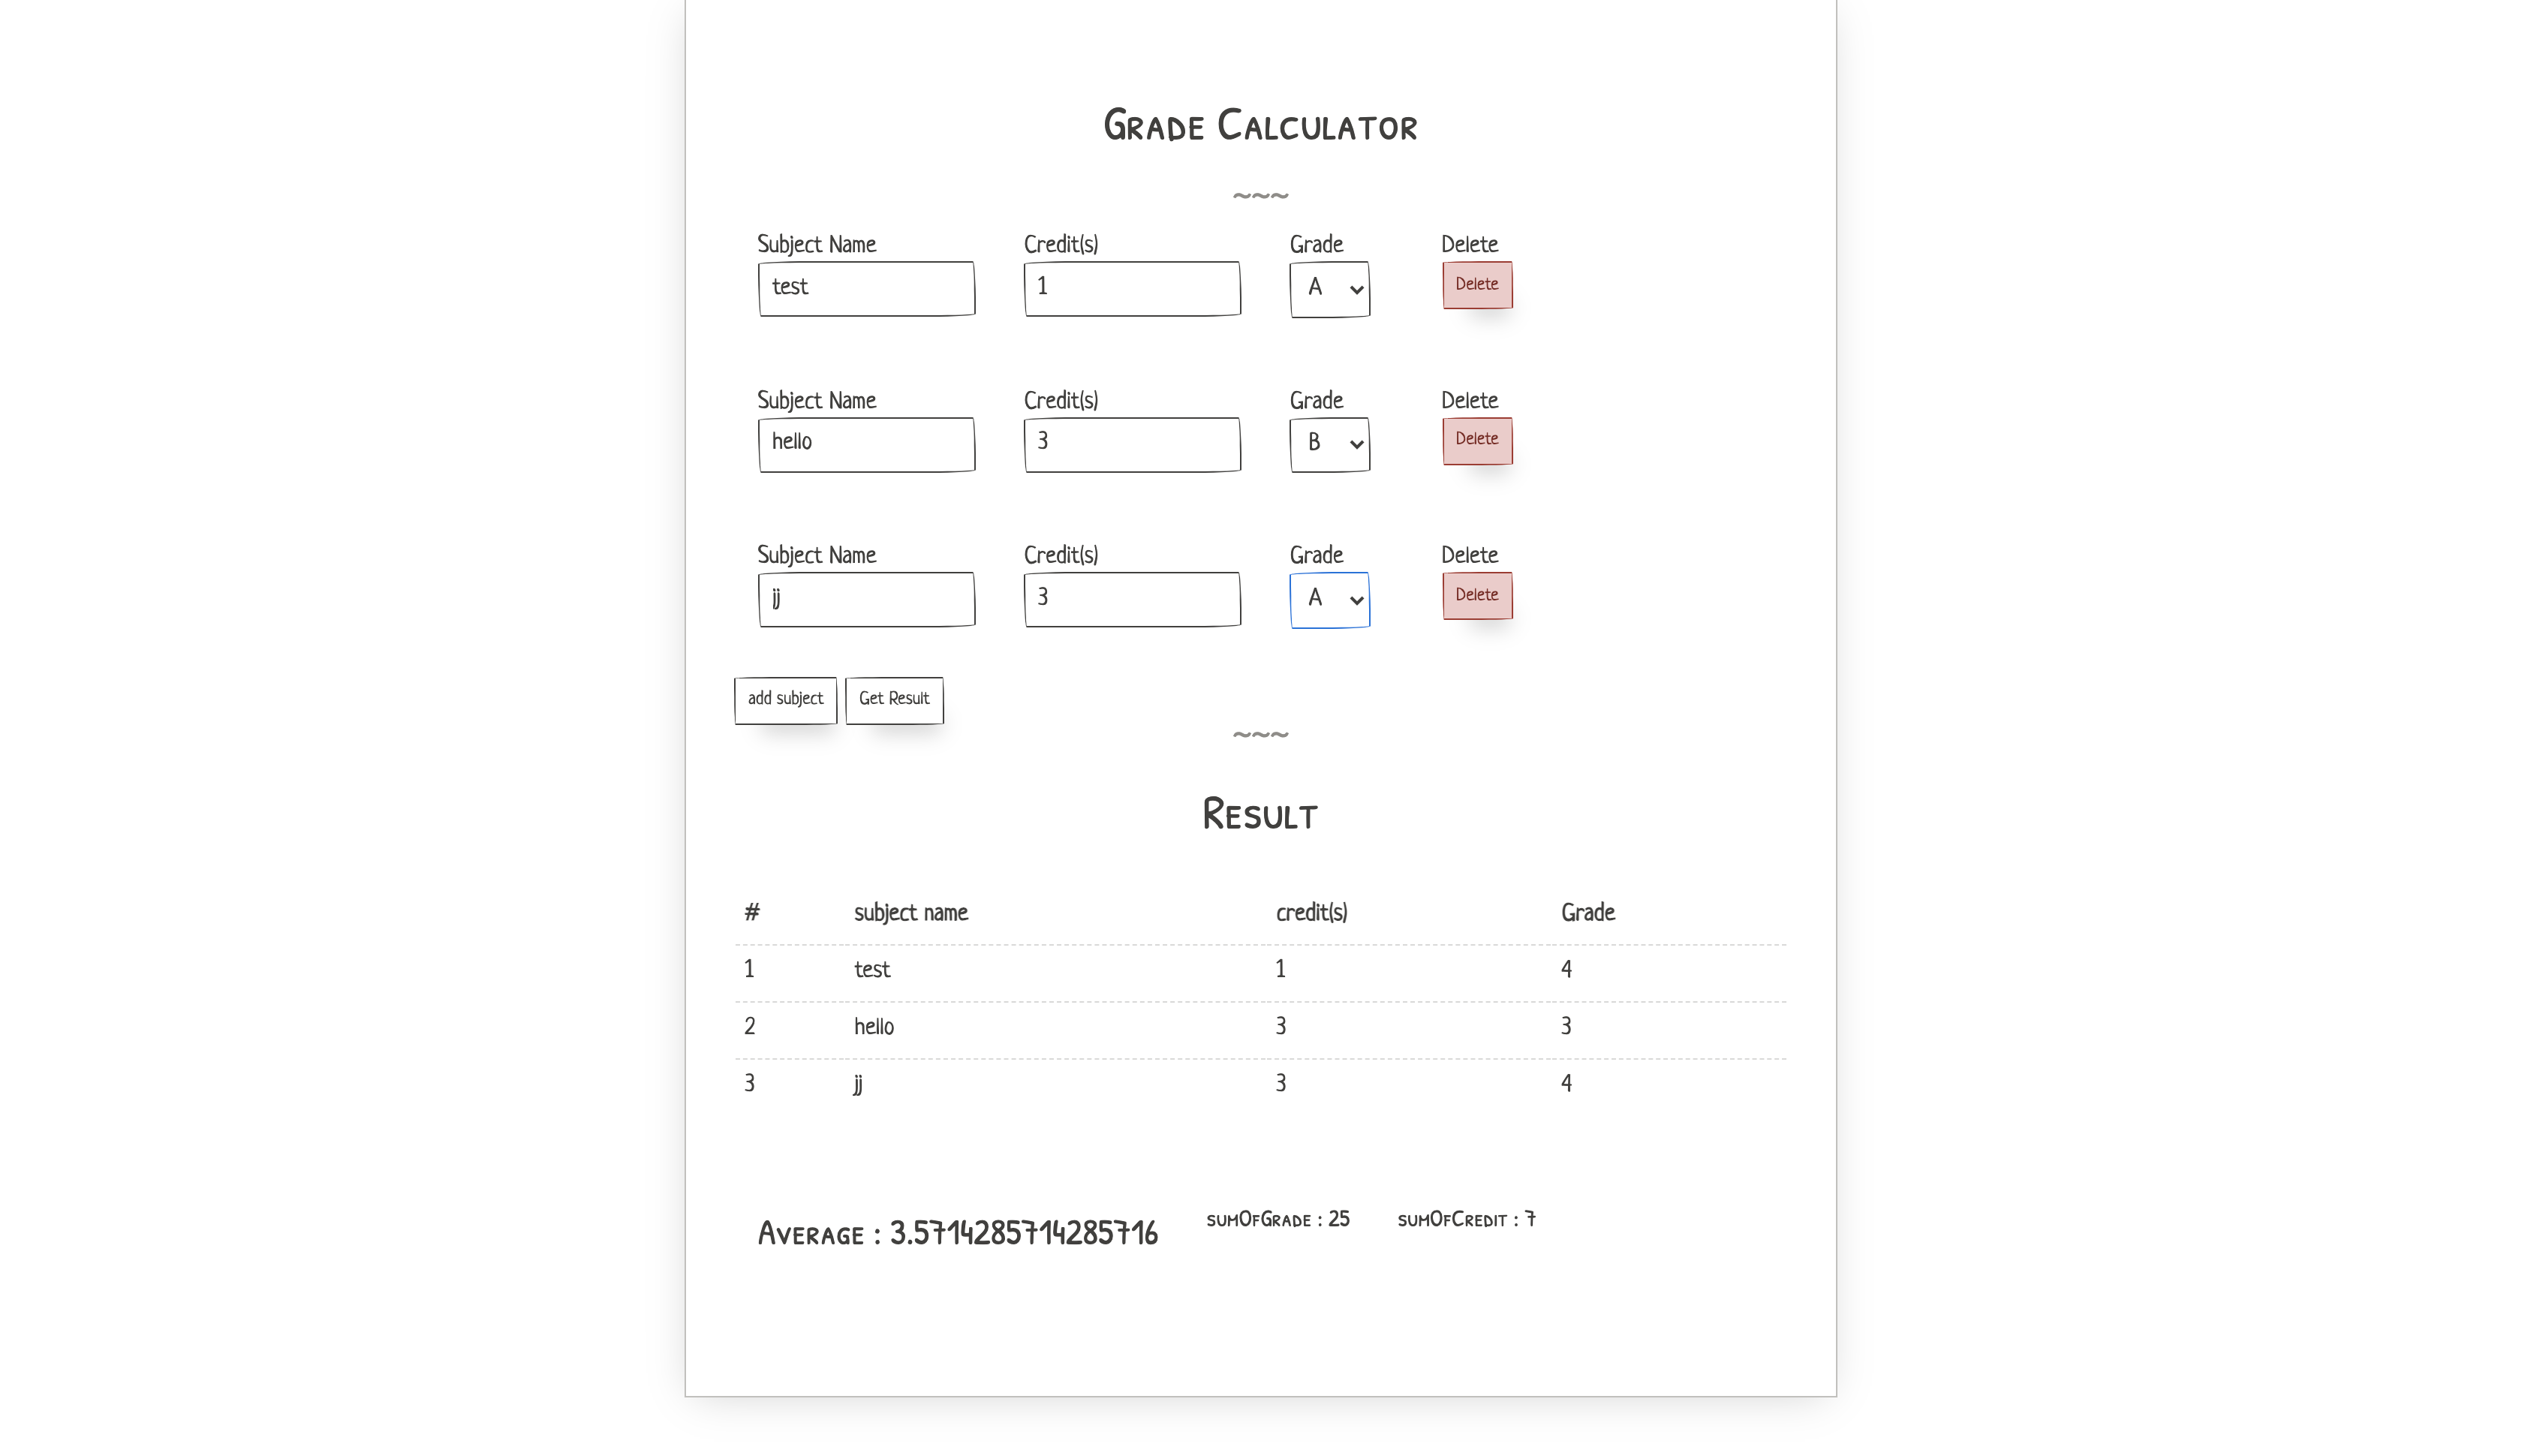 Grade Calculator
~~~
Subject Name Credit(s) Grade Delete
test 1 A Delete
Subject Name Credit(s) Grade Delete
hello 3 B Delete
Subject Name Credit(s) Grade Delete
jj 3 A Delete
add subject Get Result
~~~
Result
# subject name credit(s) Grade
1 test 1 4
2 hello 3 3
3 jj 3 4
Average : 3.5714285714285716 sumOfGrade : 25 sumOfCredit : 7